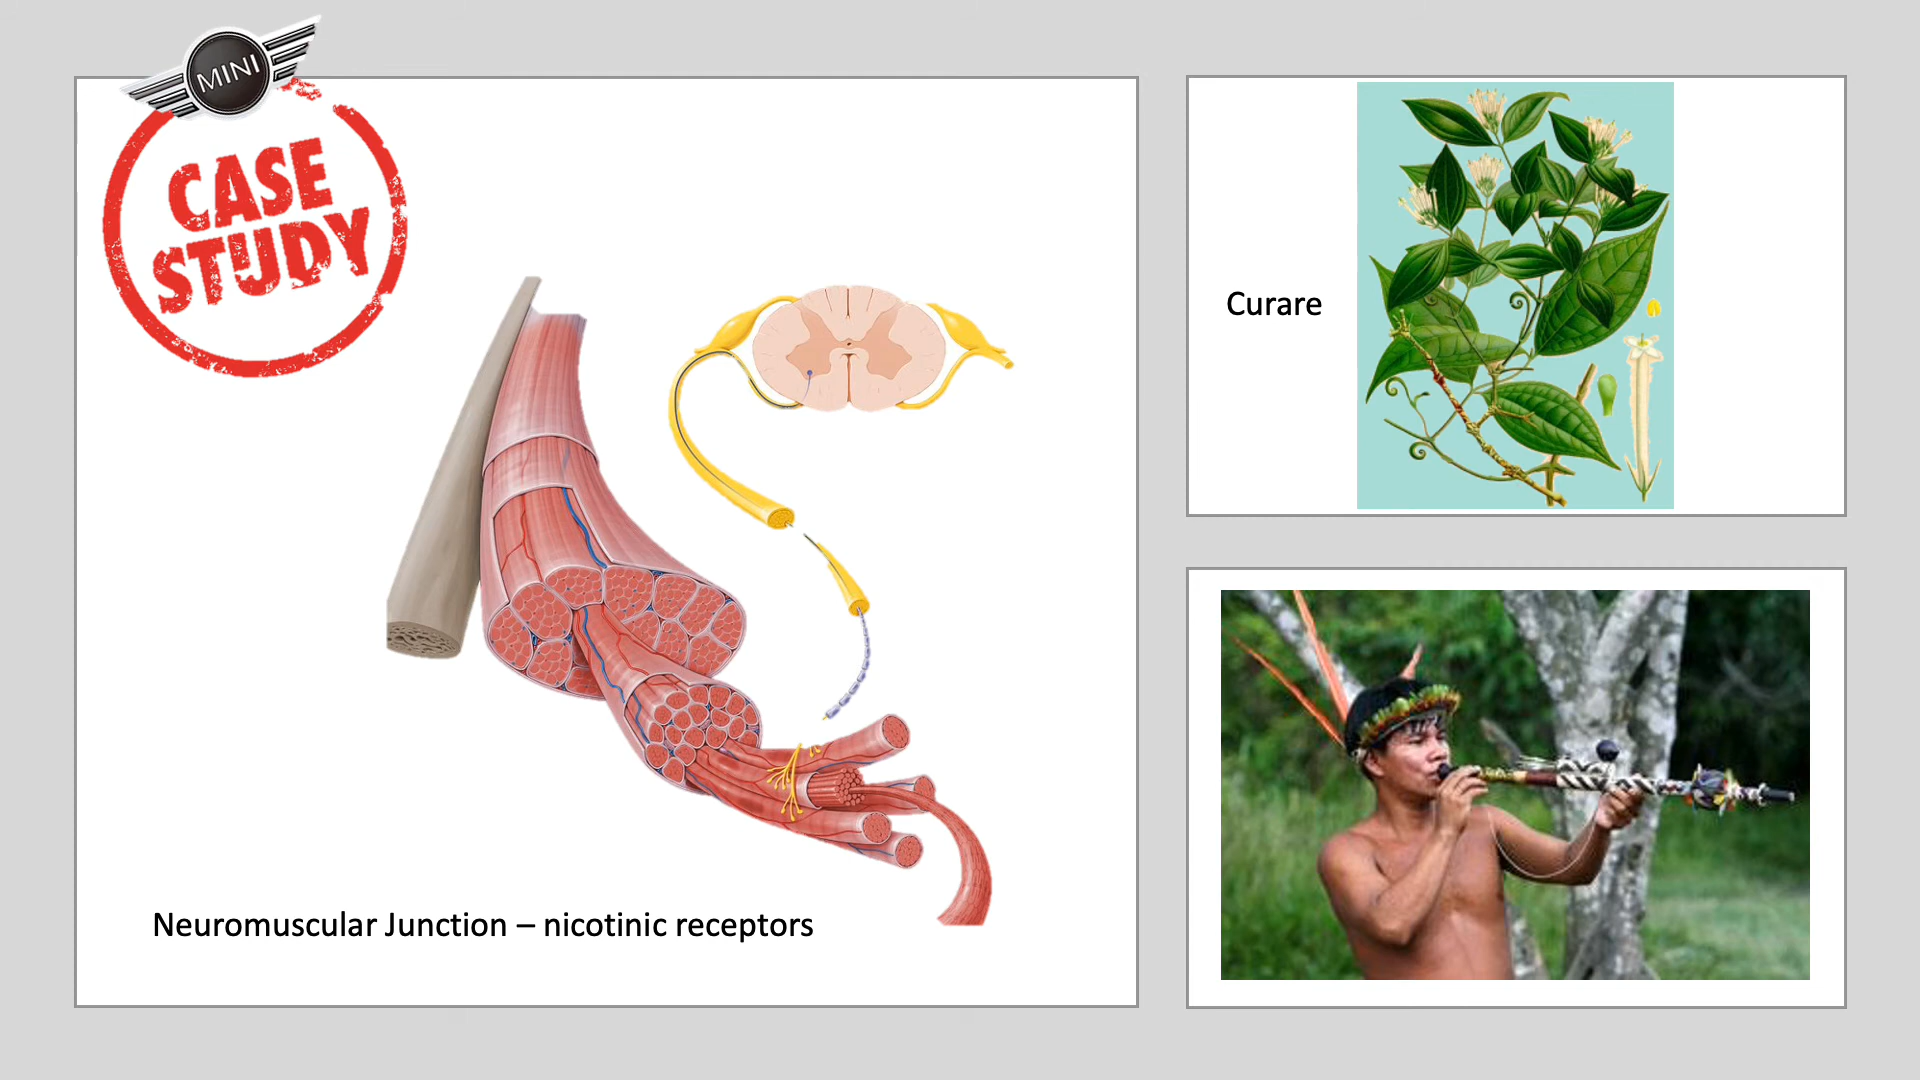 MINI
CASE
STUDY
Curare
Neuromuscular Junction – nicotinic receptors